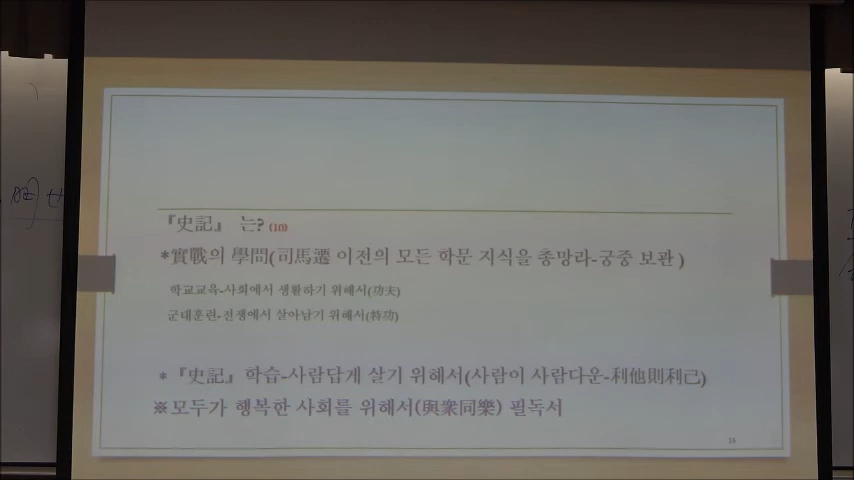 『史記』 는? (10)
*實戰의 學問(司馬遷 이전의 모든 학문 지식을 총망라-궁중 보관)
학교교육-사회에서 생활하기 위해서(功夫)
군대훈련-전쟁에서 살아남기 위해서(特功)
*『史記』 학습-사람답게 살기 위해서(사람이 사람다운-利他則利己)
※모두가 행복한 사회를 위해서(與衆同樂) 필독서